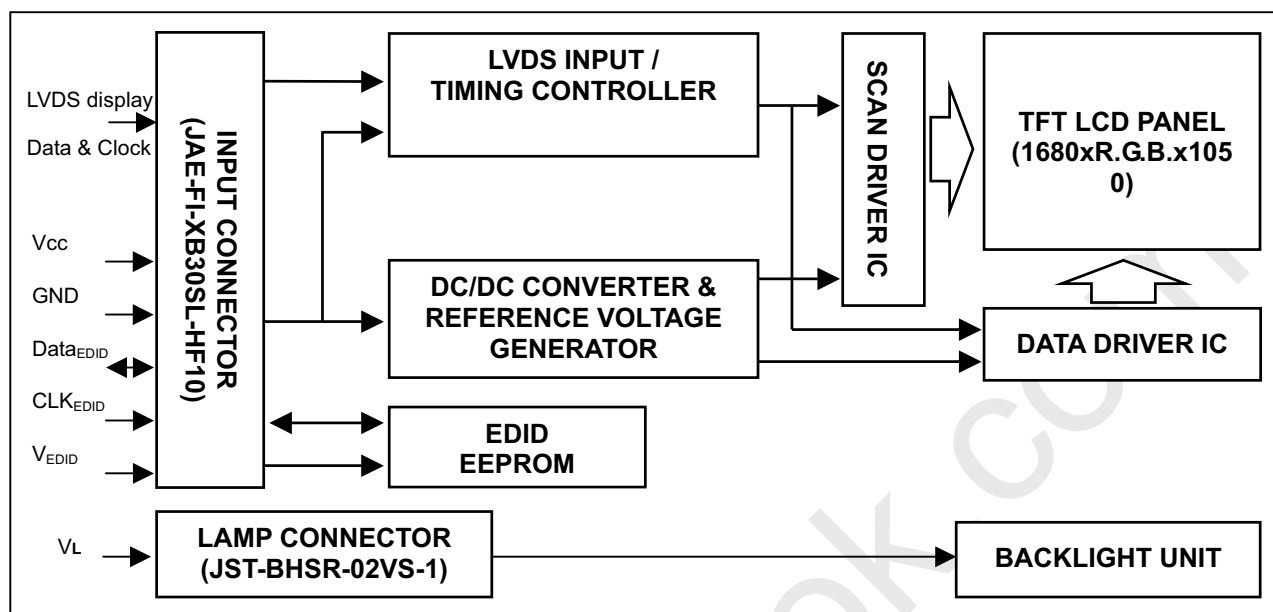 LVDS display
Data & Clock
Vcc
GND
DataEDID
CLKEDID
VEDID
VL
INPUT CONNECTOR
(JAE-FI-XB30SL-HF10)
LVDS INPUT /
TIMING CONTROLLER
DC/DC CONVERTER &
REFERENCE VOLTAGE
GENERATOR
EDID
EEPROM
LAMP CONNECTOR
(JST-BHSR-02VS-1)
SCAN DRIVER IC
TFT LCD PANEL
(1680xR.G.B.x105
0)
DATA DRIVER IC
BACKLIGHT UNIT